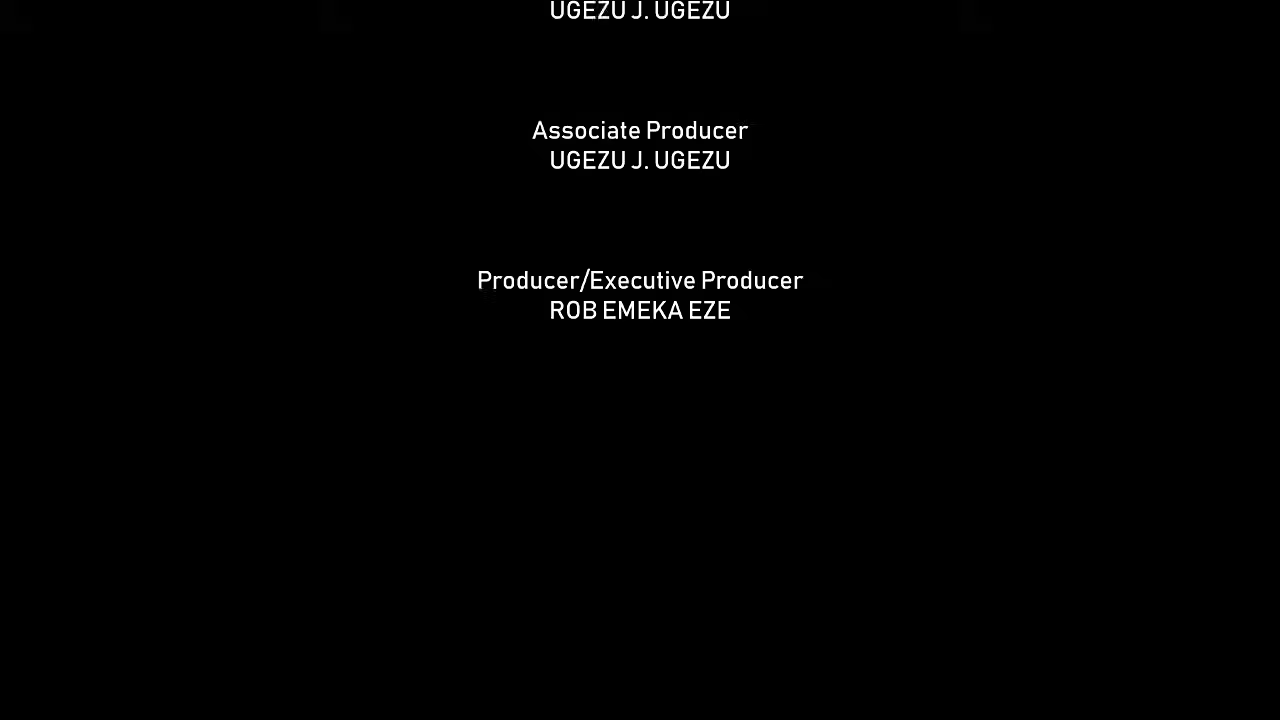 UGEZU J. UGEZU
Associate Producer
UGEZU J. UGEZU
Producer/Executive Producer
ROB EMEKA EZE